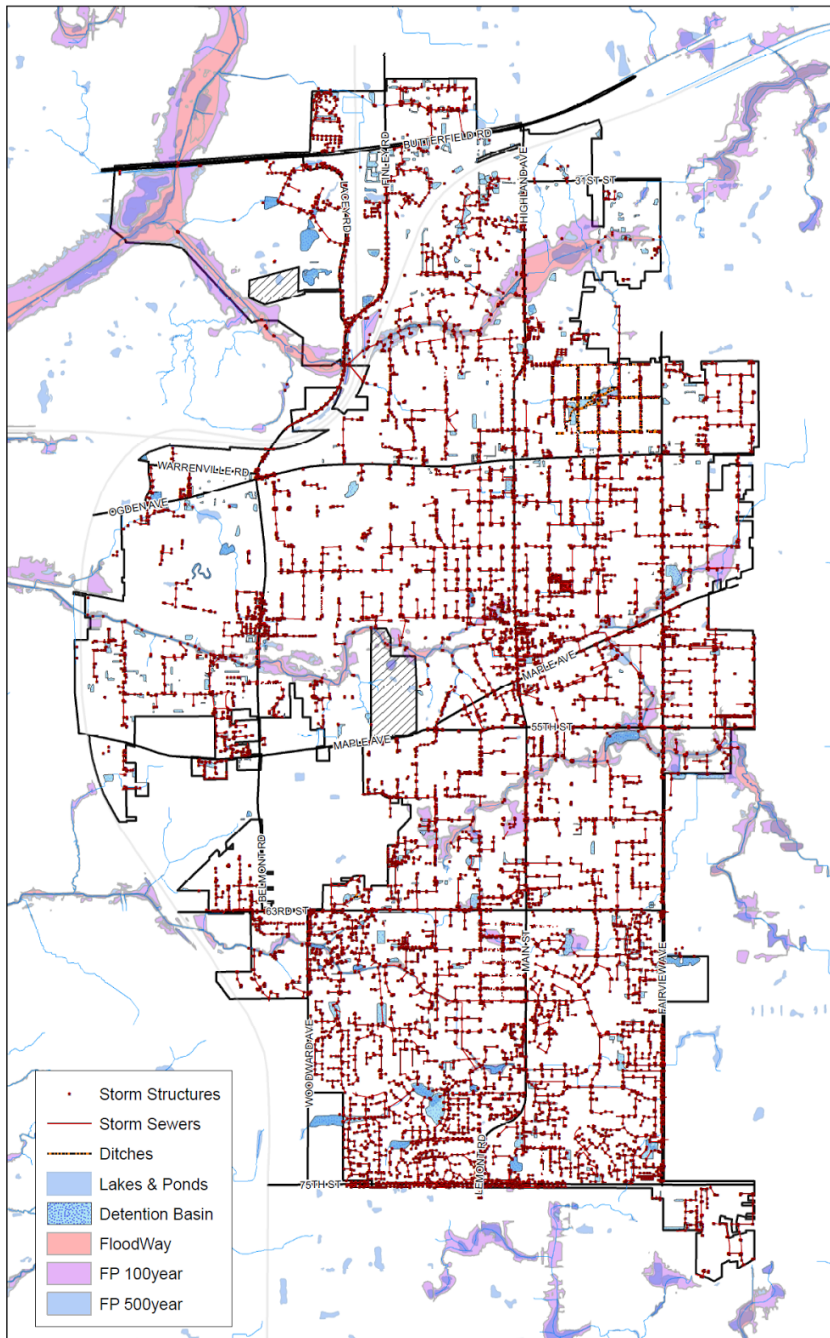 BUTTERFIELD RD
FINLEY RD
HIGHLAND AVE
31ST ST
LACEY RD
WARRENVILLE RD
OGDEN AVE
MAPLE AVE
55TH ST
MAPLE AVE
BELMONT RD
63RD ST
MAIN ST
FAIRVIEW AVE
WOODWARD AVE
LEMONT RD
75TH ST
Storm Structures
Storm Sewers
Ditches
Lakes & Ponds
Detention Basin
FloodWay
FP 100year
FP 500year